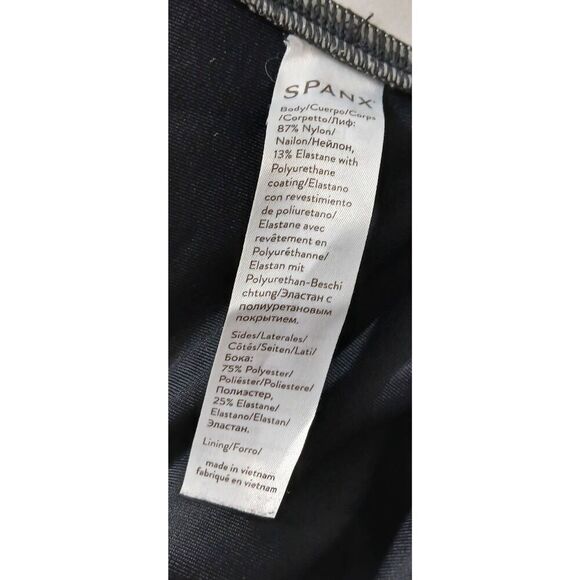 SPANX
Body/Cuerpo/Corps
/Corpetto/Лиф:
87% Nylon/
Nailon/Нейлон,
13% Elastane with
Polyurethane
coating/Elastano
con revestimiento
de poliuretano/
Elastane avec
revêtement en
Polyuréthanne/
Elastan mit
Polyurethan-Beschi
chtung/Эластан с
полиуретановым
покрытием.
Sides/Laterales/
Côtés/Seiten/Lati/
Бока:
75% Polyester/
Poliéster/Poliestere/
Полиэстер,
25% Elastane/
Elastano/Elastan/
Эластан.
Lining/Forro/
made in vietnam
fabriqué en vietnam